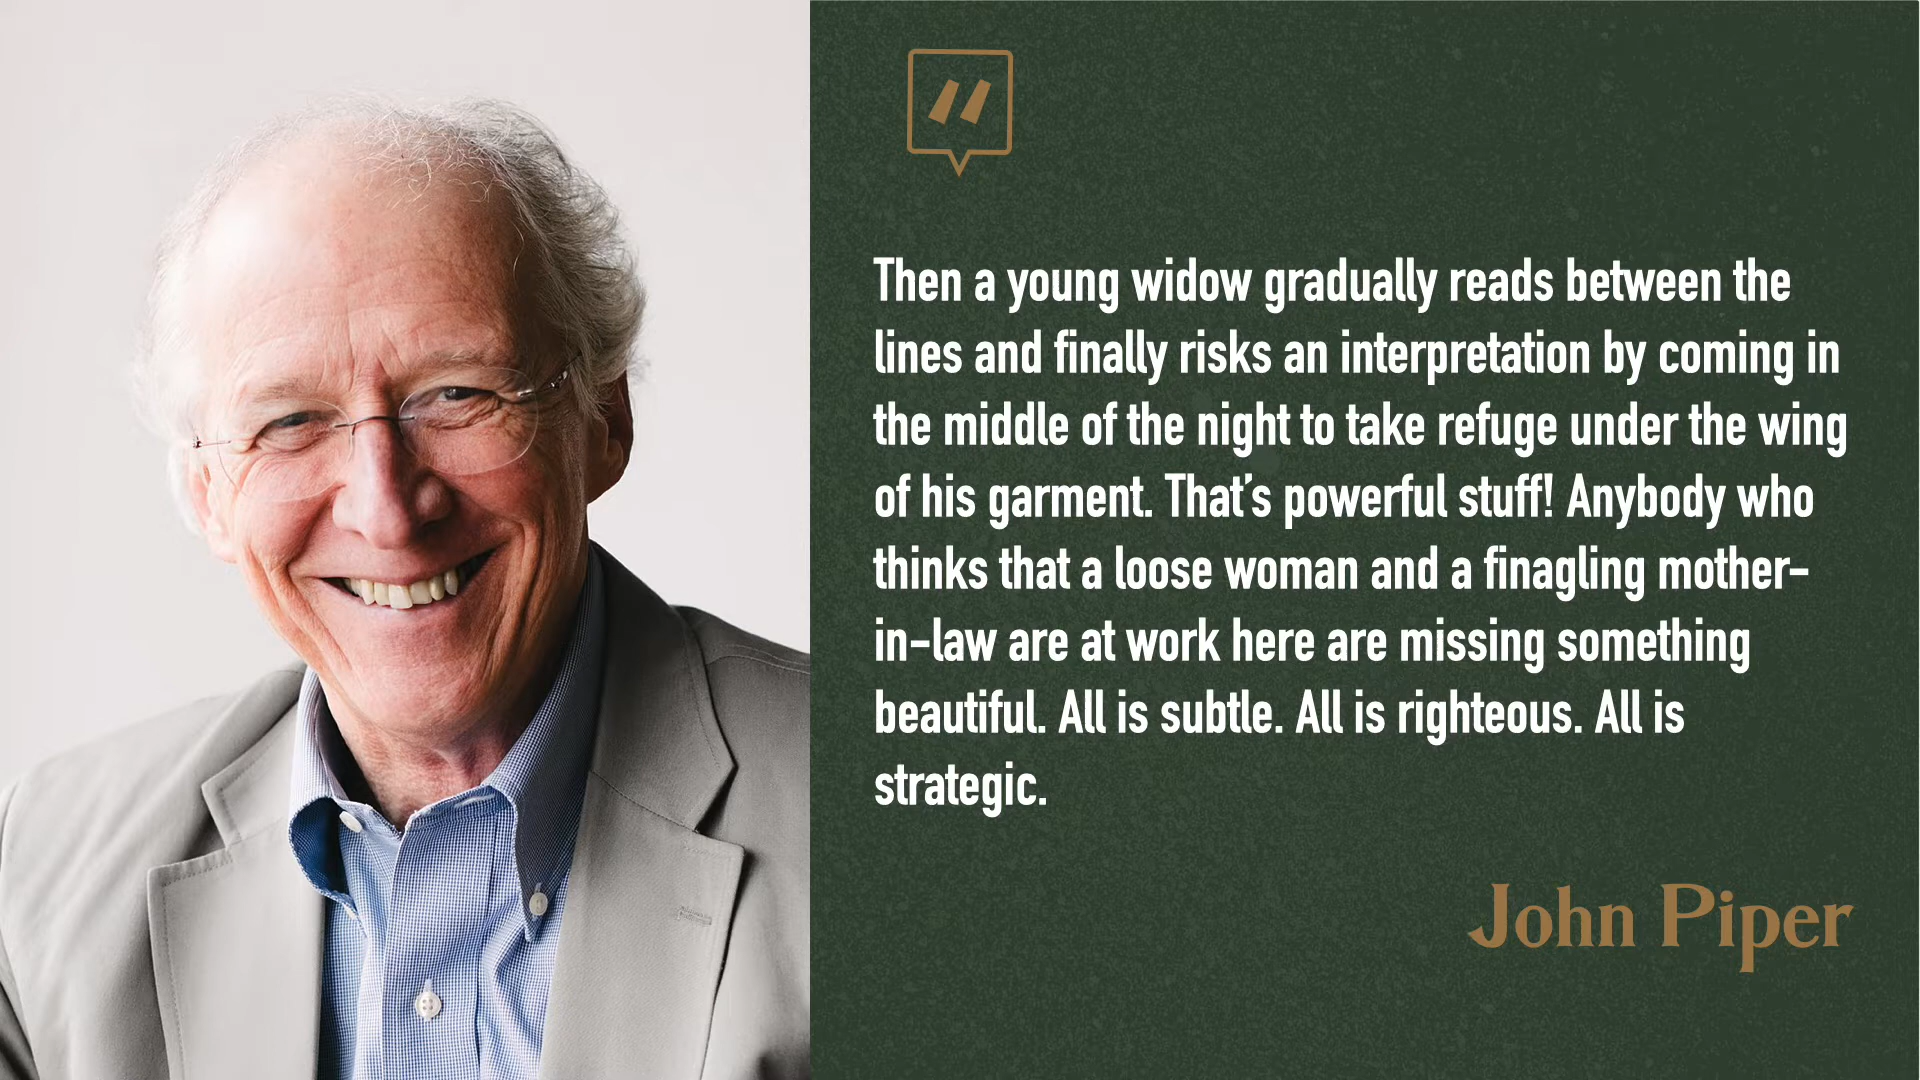 Then a young widow gradually reads between the
lines and finally risks an interpretation by coming in
the middle of the night to take refuge under the wing
of his garment. That’s powerful stuff! Anybody who
thinks that a loose woman and a finagling mother-
in-law are at work here are missing something
beautiful. All is subtle. All is righteous. All is
strategic.
John Piper